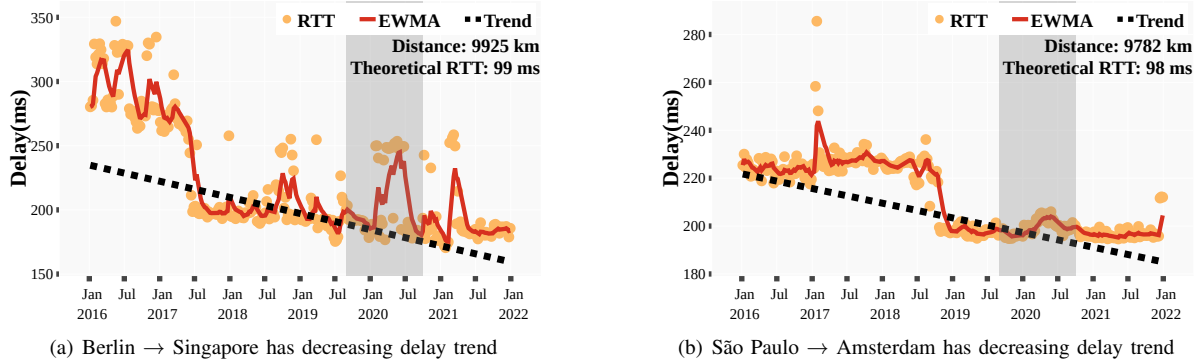 350
300
250
200
150
Delay(ms)
RTT EWMA Trend
Distance: 9925 km
Theoretical RTT: 99 ms
Jan Jul Jan Jul Jan Jul Jan Jul Jan Jul Jan Jul Jan
2016 2017 2018 2019 2020 2021 2022
(a) Berlin → Singapore has decreasing delay trend
280
260
240
220
200
180
Delay(ms)
RTT EWMA Trend
Distance: 9782 km
Theoretical RTT: 98 ms
Jan Jul Jan Jul Jan Jul Jan Jul Jan Jul Jan Jul Jan
2016 2017 2018 2019 2020 2021 2022
(b) São Paulo → Amsterdam has decreasing delay trend